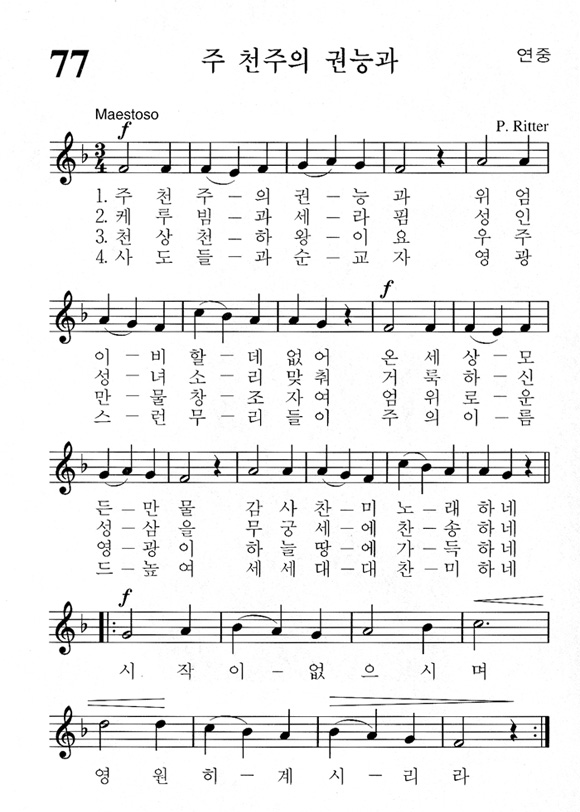 77 주 천주의 권능과 연중
Maestoso
f
P. Ritter
3
4
1. 주 천 주 – 의 권 – 능 과 위 엄
2. 케 루 빔 – 과 세 – 라 핌 성 인
3. 천 상 천 – 하 왕 – 이 요 우 주
4. 사 도 들 – 과 순 – 교 자 영 광
f
이 – 비 할 – 데 없 어 온 세 상 – 모
성 – 녀 소 – 리 맞 춰 거 룩 하 – 신
만 – 물 창 – 조 자 여 엄 위 로 – 운
스 – 런 무 – 리 들 이 주 의 이 – 름
든 – 만 물 감 사 찬 – 미 노 – 래 하 네
성 – 삼 을 무 궁 세 – 에 찬 – 송 하 네
영 – 광 이 하 늘 땅 – 에 가 – 득 하 네
드 – 높 여 세 세 대 – 대 찬 – 미 하 네
f
시 작 이 – 없 으 시 며
영 원 히 – 계 시 – 리 라